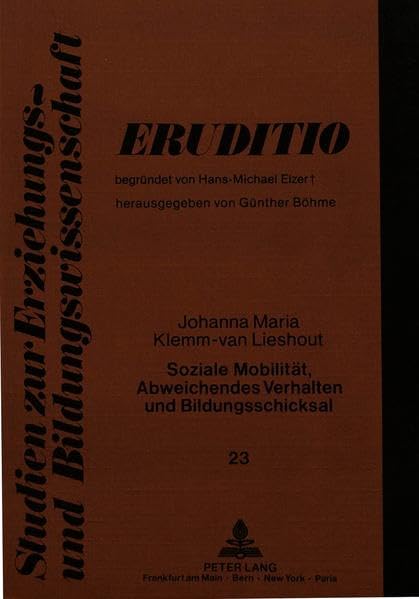 Studien zur Erziehungs-
und Bildungswissenschaft
ERUDITIO
begründet von Hans-Michael Elzer†
herausgegeben von Günther Böhme
Johanna Maria
Klemm-van Lieshout
Soziale Mobilität,
Abweichendes Verhalten
und Bildungsschicksal
23
PETER LANG
Frankfurt am Main · Bern · New York · Paris